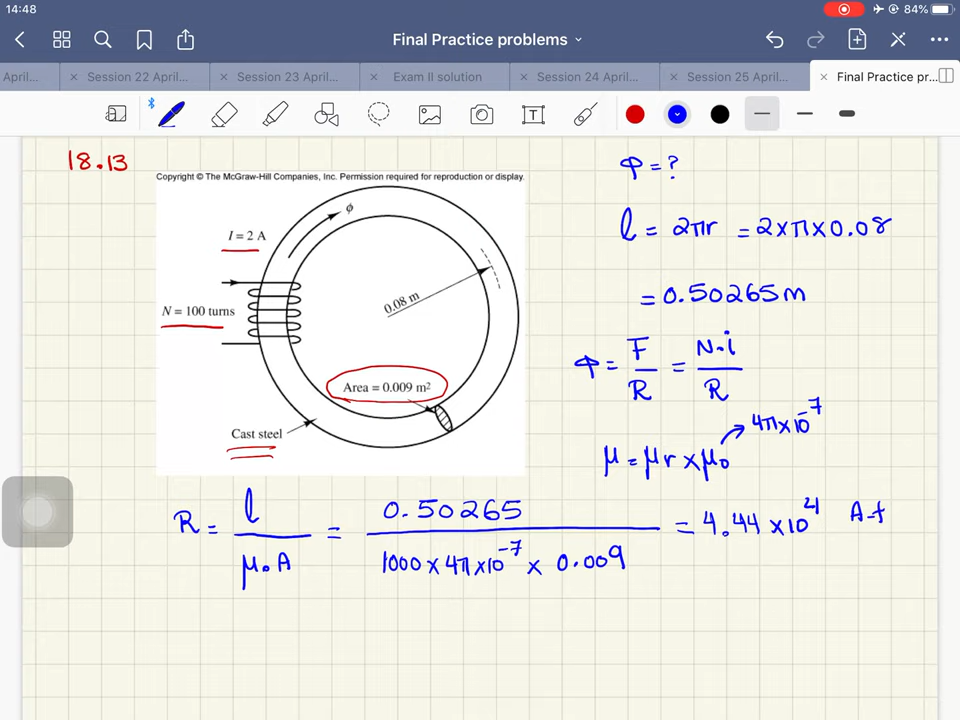 14:48
84%
Final Practice problems
April...
Session 22 April...
Session 23 April...
Exam II solution
Session 24 April...
Session 25 April...
Final Practice pr...
18.13
Copyright © The McGraw-Hill Companies, Inc. Permission required for reproduction or display.
ϕ
I = 2 A
N = 100 turns
0.08 m
Area = 0.009 m²
Cast steel
φ = ?
l = 2πr = 2×π×0.08
= 0.50265m
φ = F/R = N.i/R
μ = μr × μ₀ → 4π×10⁻⁷
R = l/μ.A = 0.50265/1000×4π×10⁻⁷×0.009 = 4.44×10⁴ A-t